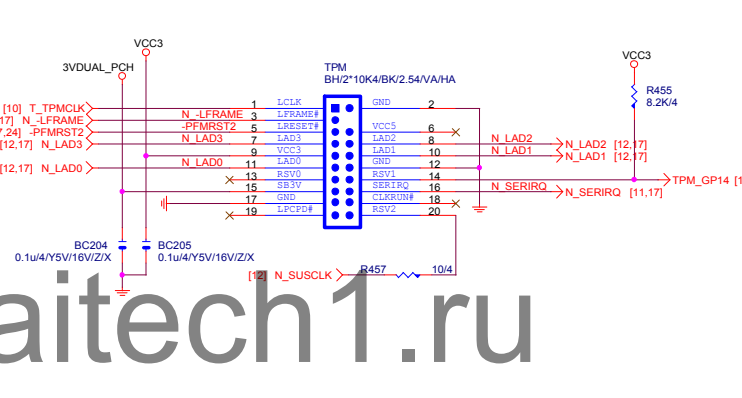 VCC3
3VDUAL_PCH
TPM
BH/2*10K4/BK/2.54/VA/HA
VCC3
R455
8.2K/4
[10] T_TPMCLK
1 LCLK GND 2
17] N_-LFRAME N_-LFRAME 3 LFRAME#
7,24] -PFMRST2 -PFMRST2 5 LRESET# VCC5 6
[12,17] N_LAD3 N_LAD3 7 LAD3 LAD2 8 N_LAD2 N_LAD2 [12,17]
9 VCC3 LAD1 10 N_LAD1 N_LAD1 [12,17]
[12,17] N_LAD0 N_LAD0 11 LAD0 GND 12
13 RSV0 RSV1 14 TPM_GP14 [1
15 SB3V SERIRQ 16 N_SERIRQ N_SERIRQ [11,17]
17 GND CLKRUN# 18
19 LPCPD# RSV2 20
BC204
0.1u/4/Y5V/16V/Z/X
BC205
0.1u/4/Y5V/16V/Z/X
[12] N_SUSCLK R457 10/4
aitech1.ru